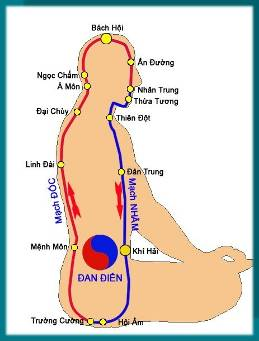 Bách Hội
Ấn Đường
Ngọc Chẩm
Á Môn
Nhân Trung
Thừa Tương
Đại Chùy
Thiên Đột
Linh Đài
Đản Trung
Mạch ĐỐC
Mạch NHÂM
Mệnh Môn
Khí Hải
ĐAN ĐIỀN
Trường Cường
Hội Âm